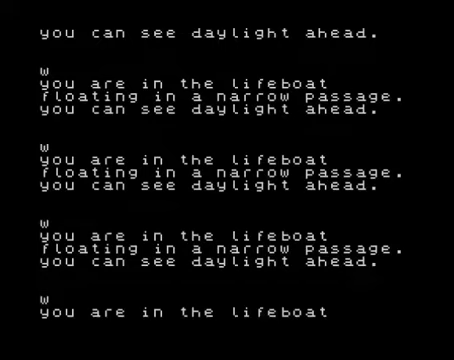 you can see daylight ahead.
w
you are in the lifeboat
floating in a narrow passage.
you can see daylight ahead.
w
you are in the lifeboat
floating in a narrow passage.
you can see daylight ahead.
w
you are in the lifeboat
floating in a narrow passage.
you can see daylight ahead.
w
you are in the lifeboat